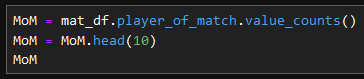 MoM = mat_df.player_of_match.value_counts()
MoM = MoM.head(10)
MoM